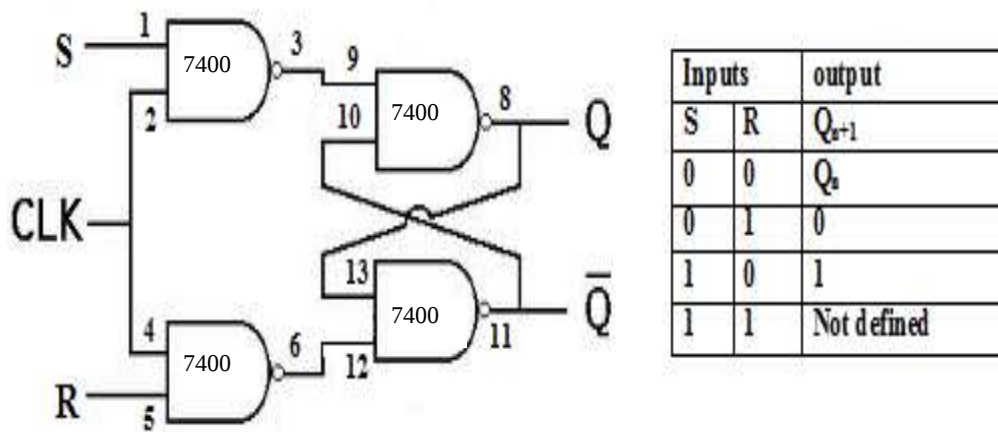 1
S
7400
3
9
2
10
7400
8
Q
CLK
13
7400
Q̅
4
6
12
11
7400
R
5
Inputs output
S R Qn+1
0 0 Qn
0 1 0
1 0 1
1 1 Not defined